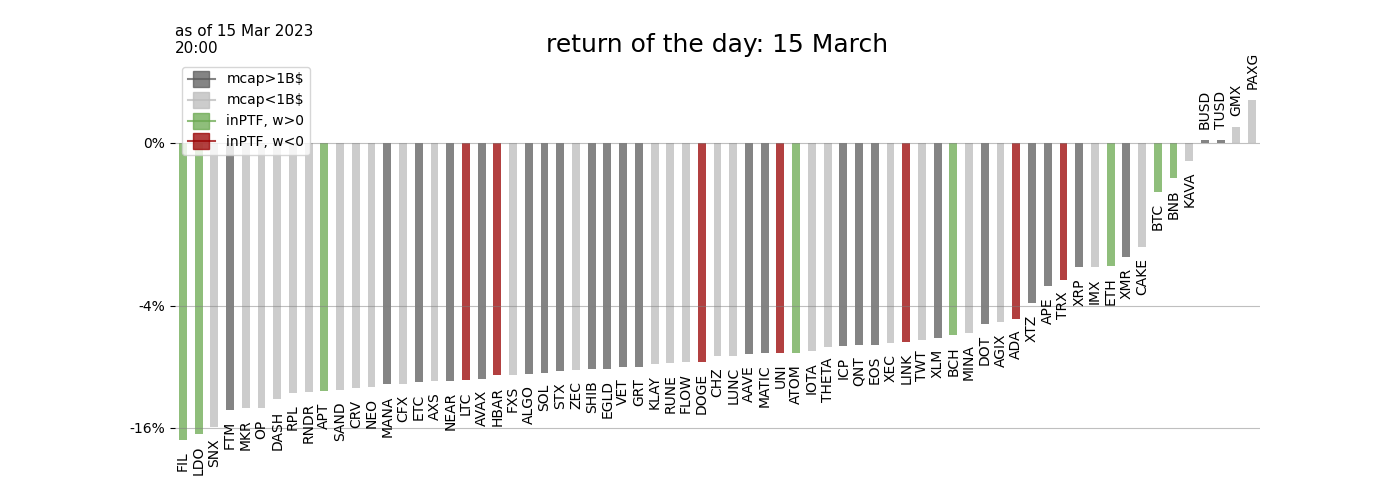 as of 15 Mar 2023
20:00
return of the day: 15 March
mcap>1B$
mcap<1B$
inPTF, w>0
inPTF, w<0
0%
-4%
-16%
FIL
LDO
SNX
FTM
MKR
OP
DASH
RPL
RNDR
APT
SAND
CRV
NEO
MANA
CFX
ETC
AXS
NEAR
LTC
AVAX
HBAR
FXS
ALGO
SOL
STX
ZEC
SHIB
EGLD
VET
GRT
KLAY
RUNE
FLOW
DOGE
CHZ
LUNC
AAVE
MATIC
UNI
ATOM
IOTA
THETA
ICP
QNT
EOS
XEC
LINK
TWT
XLM
BCH
MINA
DOT
AGIX
ADA
XTZ
APE
TRX
XRP
IMX
ETH
XMR
CAKE
BTC
BNB
KAVA
BUSD
TUSD
GMX
PAXG